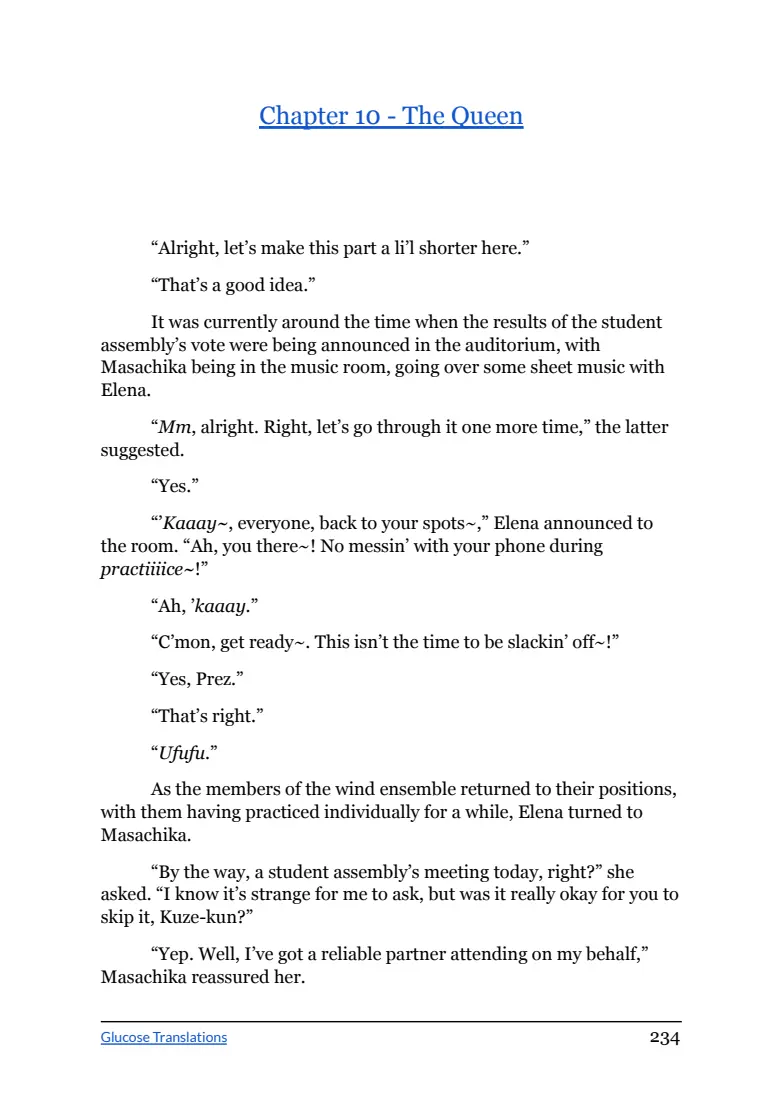 Chapter 10 - The Queen
“Alright, let’s make this part a li’l shorter here.”
“That’s a good idea.”
It was currently around the time when the results of the student
assembly’s vote were being announced in the auditorium, with
Masachika being in the music room, going over some sheet music with
Elena.
“Mm, alright. Right, let’s go through it one more time,” the latter
suggested.
“Yes.”
“’Kaaay~, everyone, back to your spots~,” Elena announced to
the room. “Ah, you there~! No messin’ with your phone during
practiiiice~!”
“Ah, ’kaaay.”
“C’mon, get ready~. This isn’t the time to be slackin’ off~!”
“Yes, Prez.”
“That’s right.”
“Ufufu.”
As the members of the wind ensemble returned to their positions,
with them having practiced individually for a while, Elena turned to
Masachika.
“By the way, a student assembly’s meeting today, right?” she
asked. “I know it’s strange for me to ask, but was it really okay for you to
skip it, Kuze-kun?”
“Yep. Well, I’ve got a reliable partner attending on my behalf,”
Masachika reassured her.
Glucose Translations
234